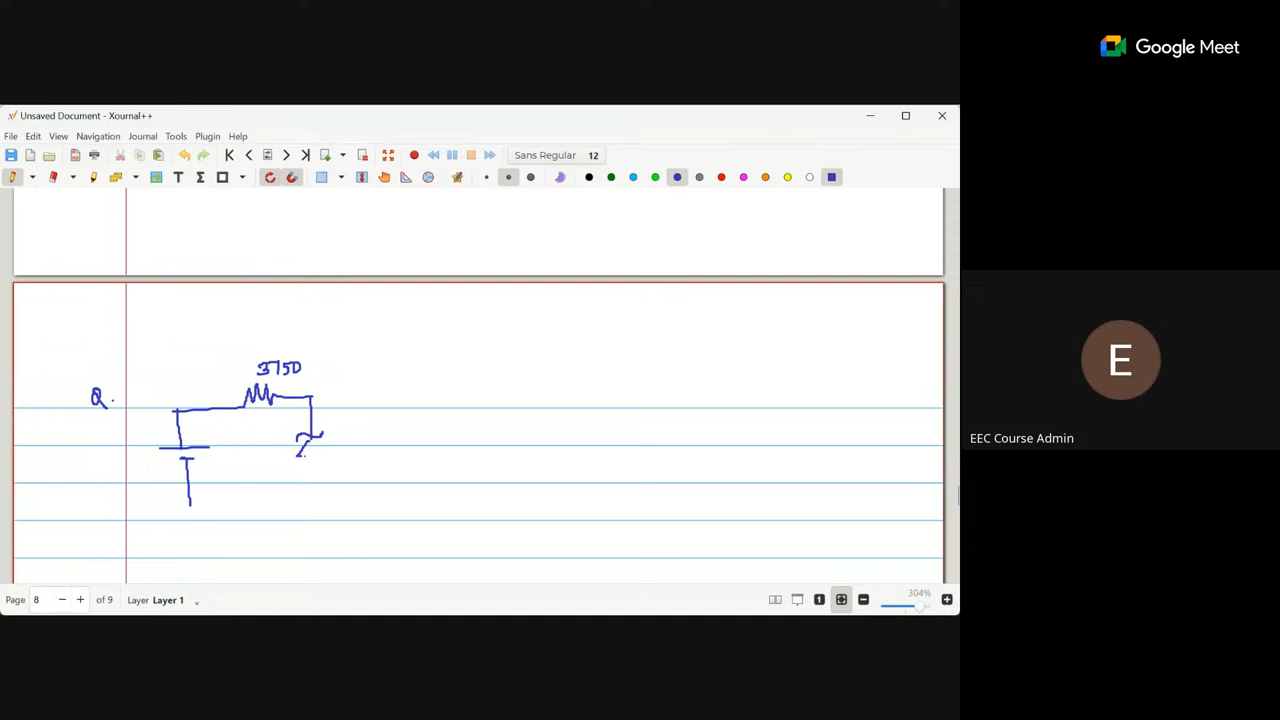 Google Meet
Unsaved Document - Xournal++
File Edit View Navigation Journal Tools Plugin Help
Sans Regular 12
3750
Q.
EEC Course Admin
E
Page 8 of 9 Layer Layer 1
304%